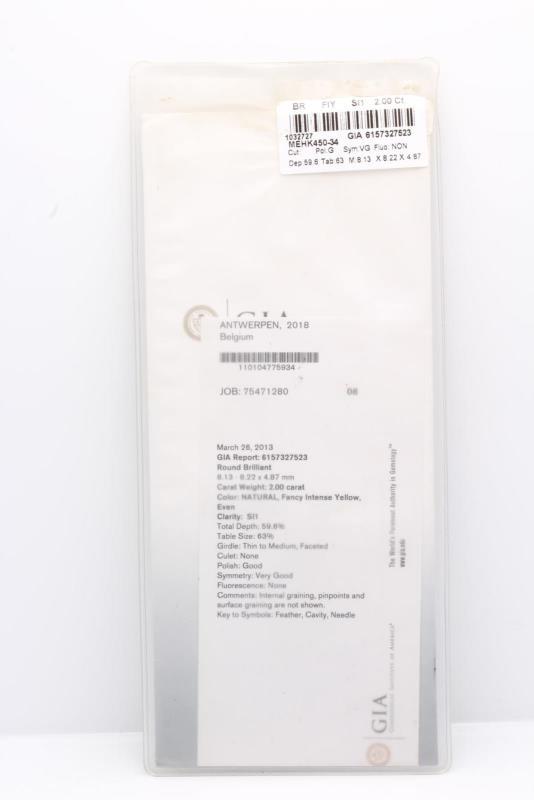 BR FIY SI1 2.00 Ct
1032727 GIA 6157327523
MEHK450-34
Cut: Pol:G Sym:VG Fluo: NON
Dep:59.6 Tab:63 M:8.13 X 8.22 X 4.87
GIA
ANTWERPEN, 2018
Belgium
110104775934
JOB: 75471280 08
March 26, 2013
GIA Report: 6157327523
Round Brilliant
8.13 - 8.22 x 4.87 mm
Carat Weight: 2.00 carat
Color: NATURAL, Fancy Intense Yellow,
Even
Clarity: SI1
Total Depth: 59.6%
Table Size: 63%
Girdle: Thin to Medium, Faceted
Culet: None
Polish: Good
Symmetry: Very Good
Fluorescence: None
Comments: Internal graining, pinpoints and
surface graining are not shown.
Key to Symbols: Feather, Cavity, Needle
The World's Foremost Authority in Gemology™
www.gia.edu
GIA
GEMOLOGICAL INSTITUTE OF AMERICA®